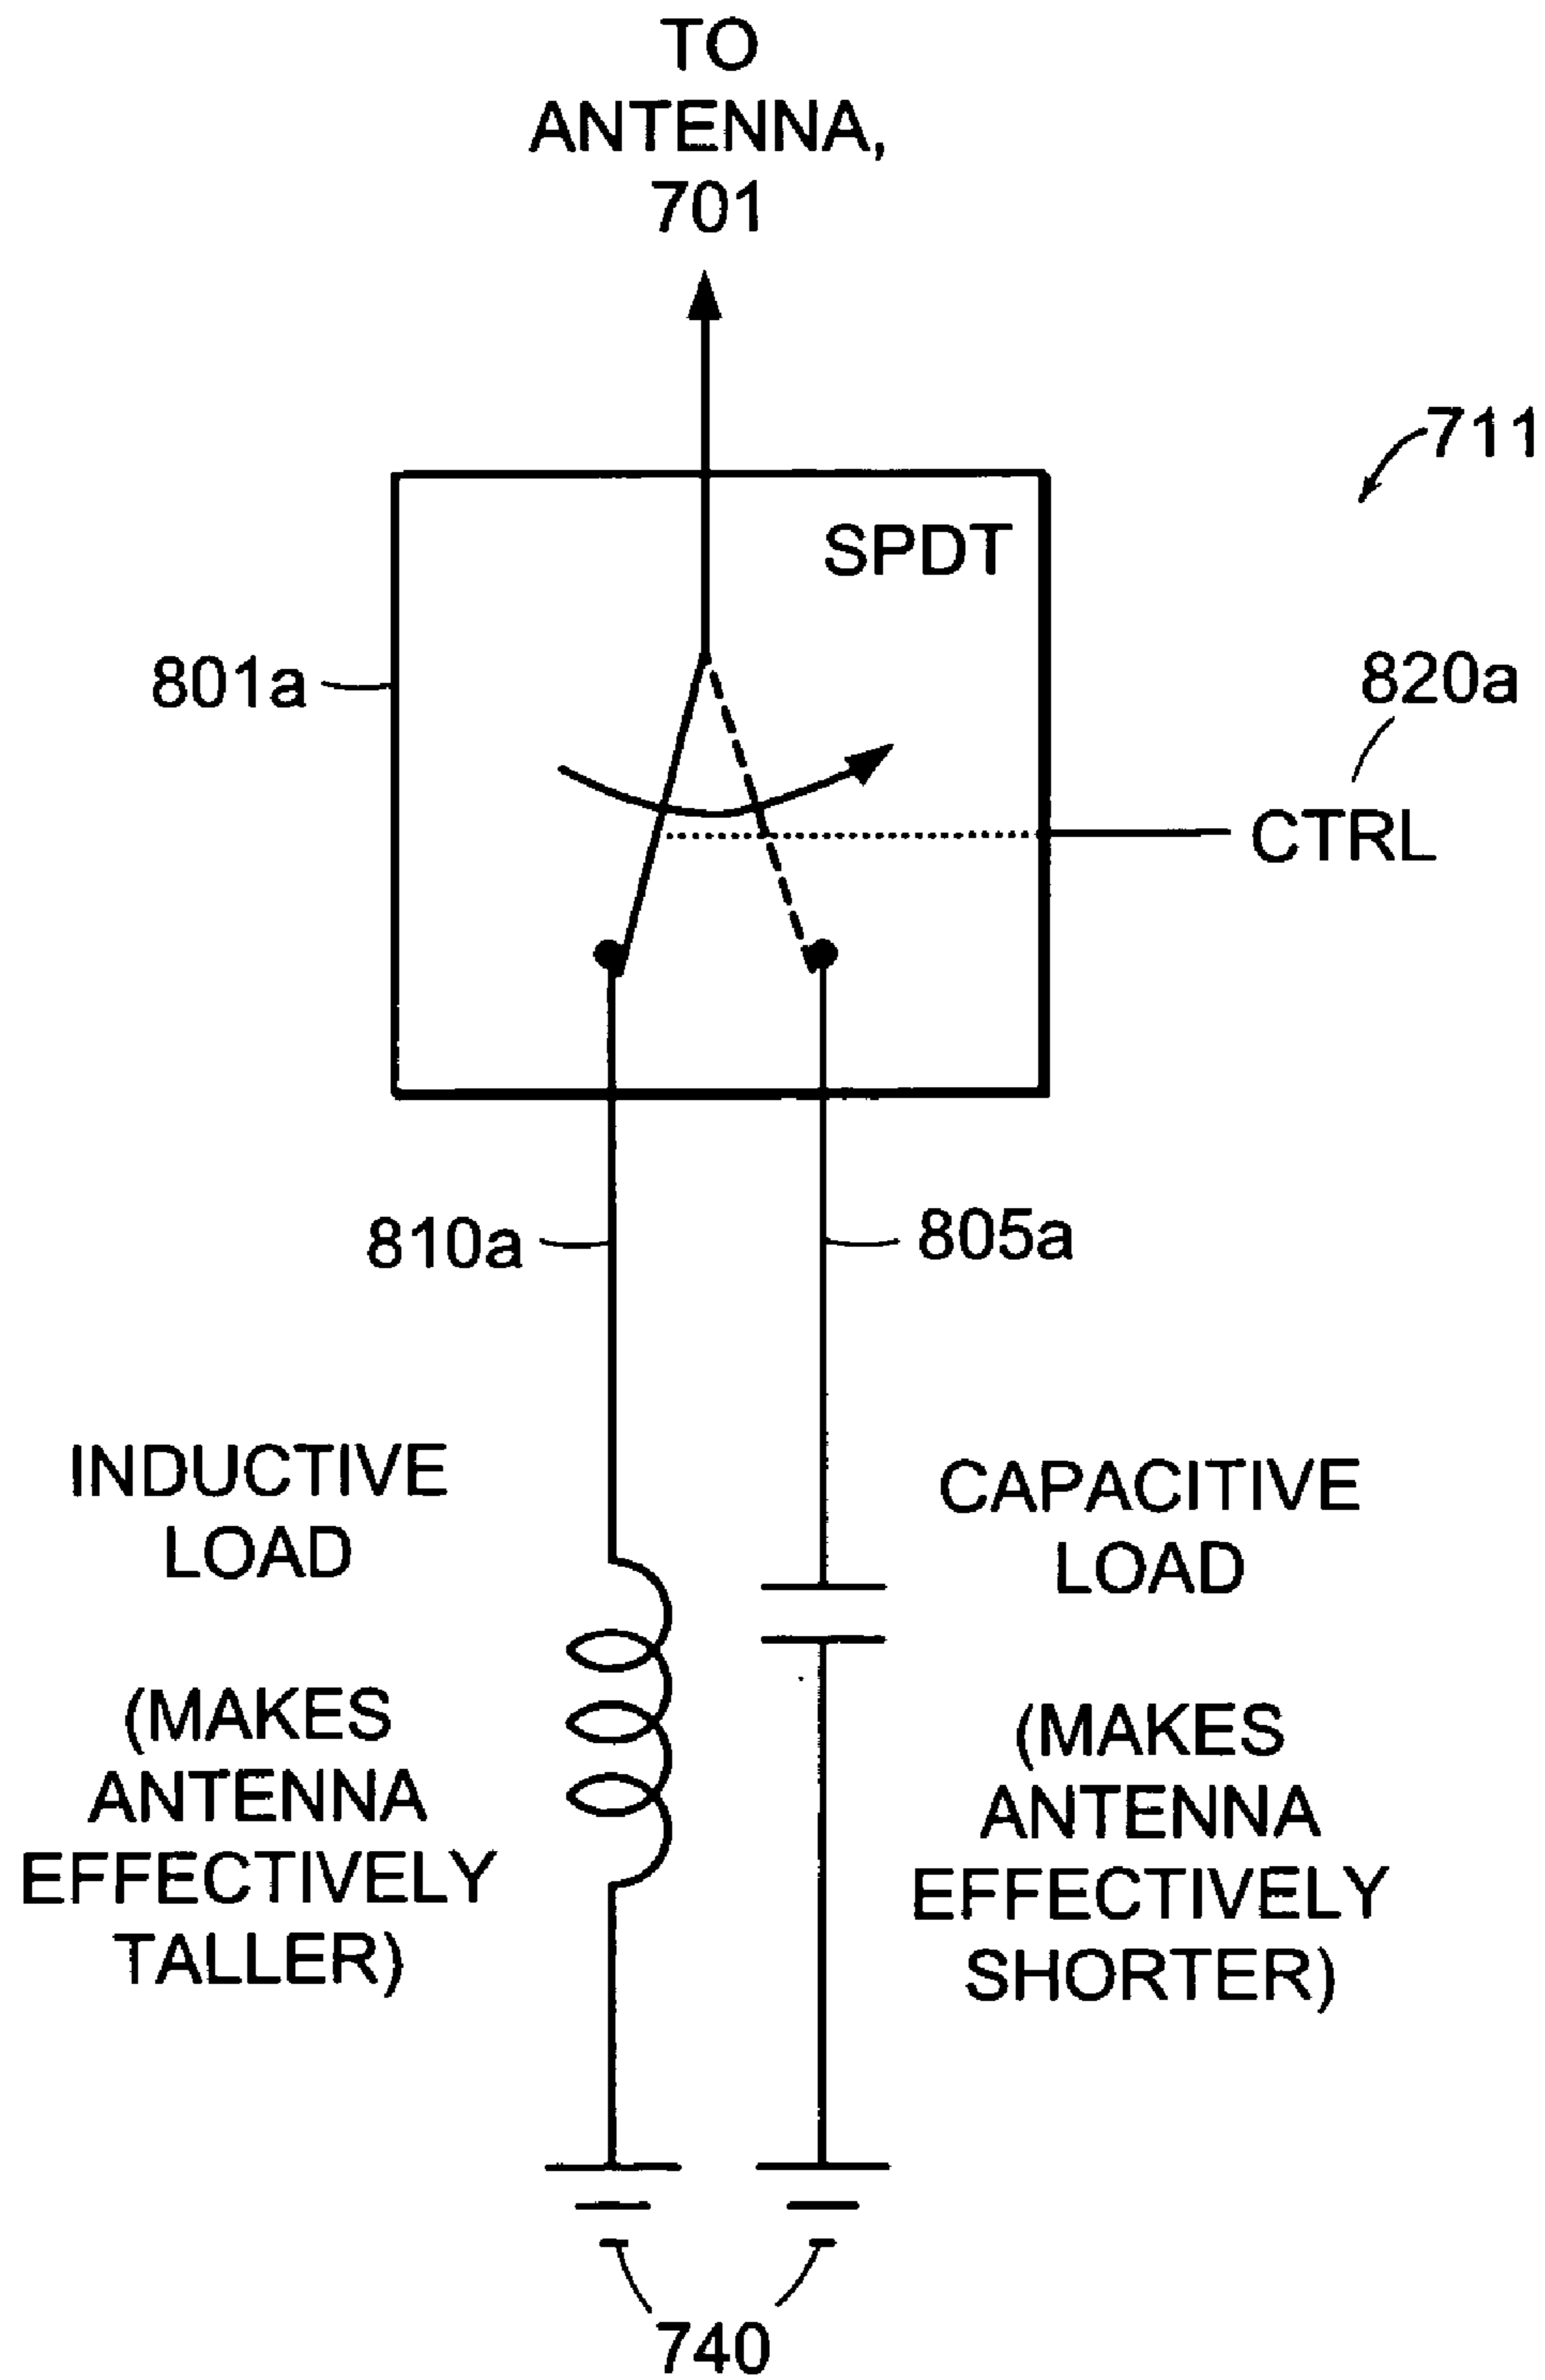 TO
ANTENNA,
701
711
SPDT
801a
820a
CTRL
810a
805a
INDUCTIVE
LOAD
(MAKES
ANTENNA
EFFECTIVELY
TALLER)
CAPACITIVE
LOAD
(MAKES
ANTENNA
EFFECTIVELY
SHORTER)
740